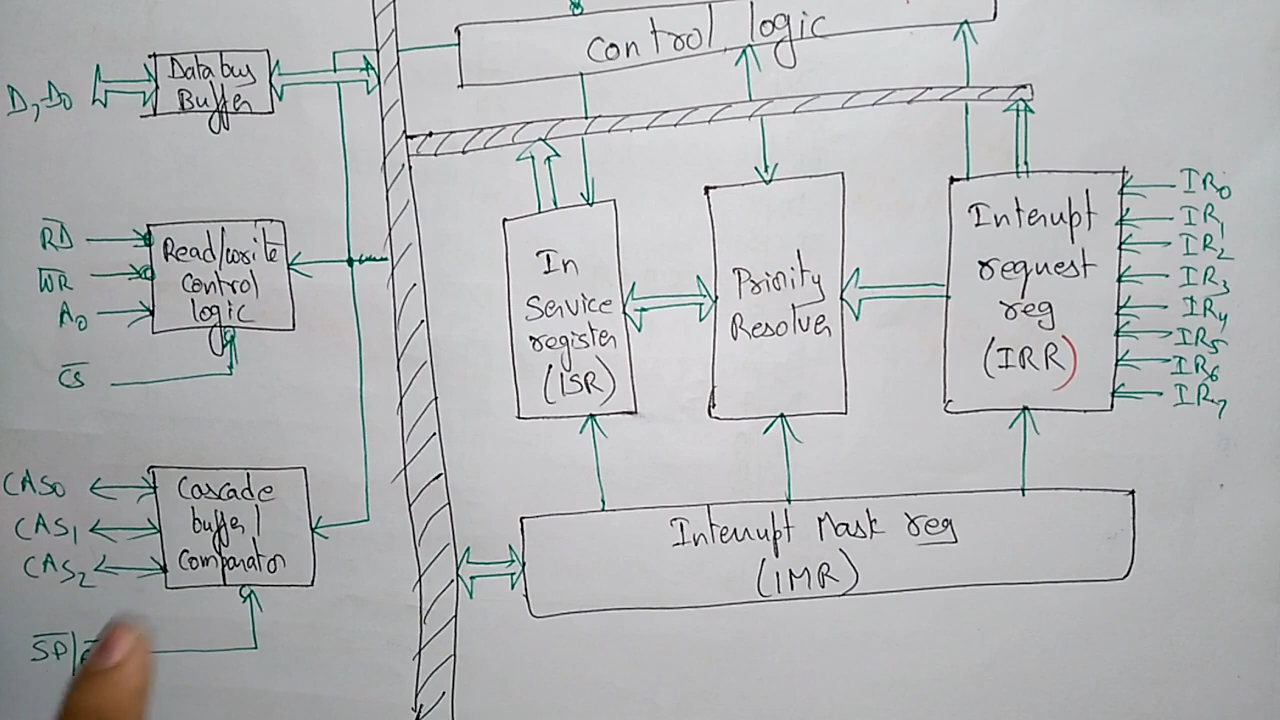 Control logic
Data bus
Buffer
D7-D0
RD
WR
A0
CS
Read/write
control
logic
In
Service
register
(ISR)
Priority
Resolver
Interupt
request
reg
(IRR)
IR0
IR1
IR2
IR3
IR4
IR5
IR6
IR7
CAS0
CAS1
CAS2
Cascade
buffer/
Comparator
Interrupt Mask reg
(IMR)
SP/